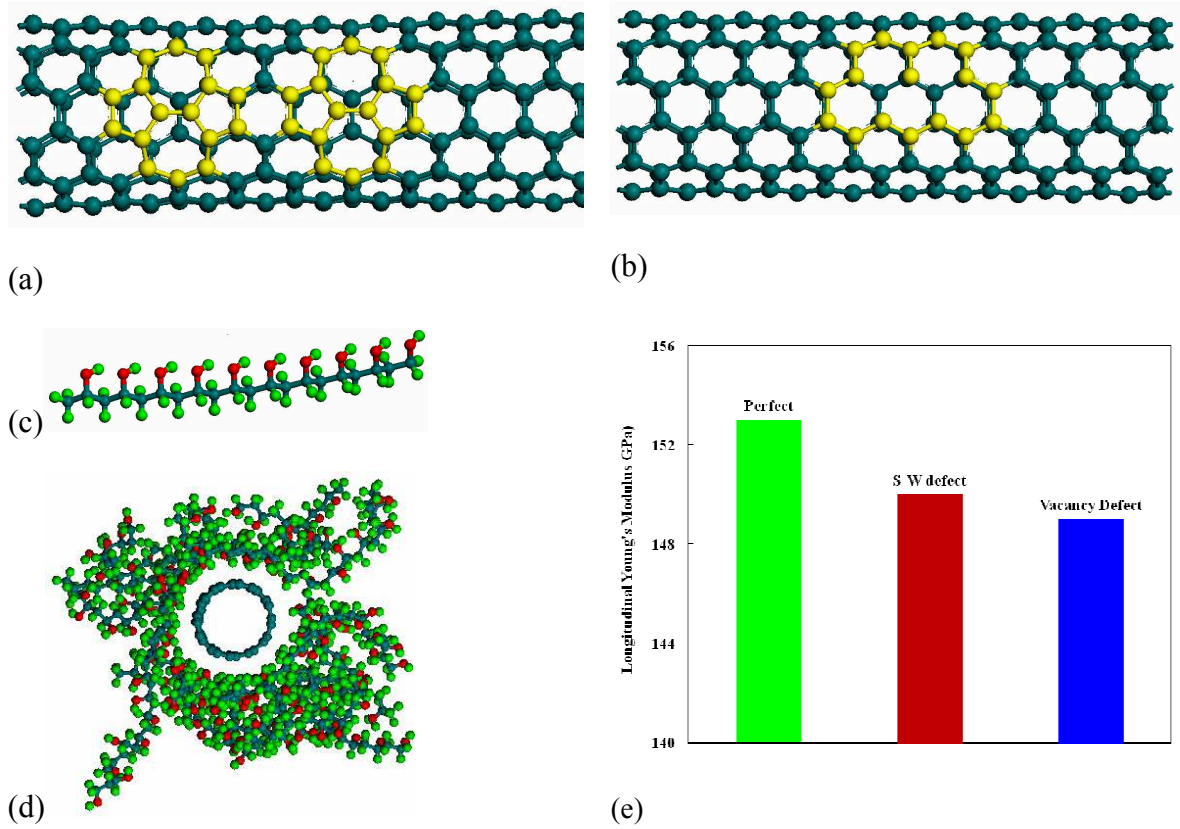 (a)
(b)
(c)
(d)
156
152
148
144
140
Longitudinal Young's Modulus GPa)
Perfect
S W defect
Vacancy Defect
(e)